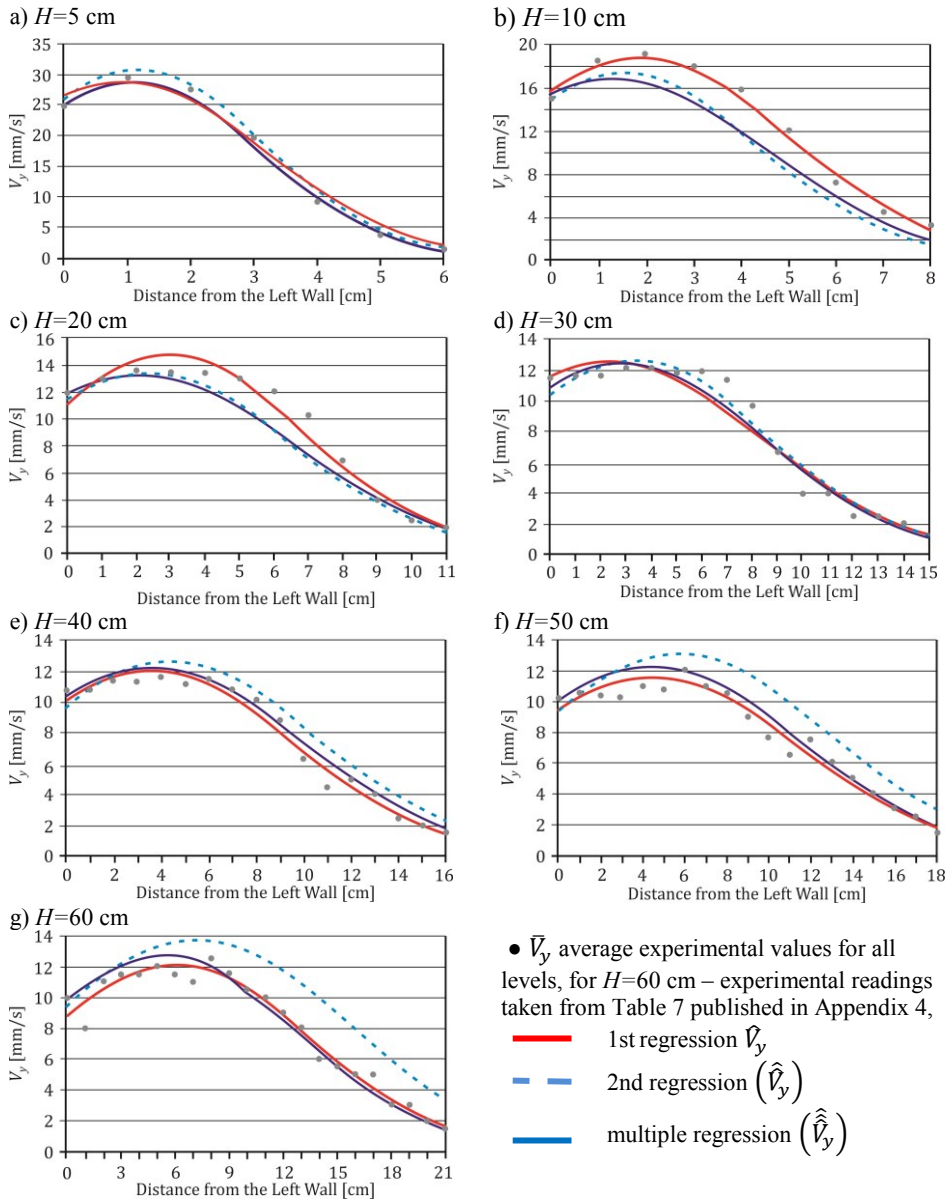 a) H=5 cm
35
30
25
20
15
10
5
0
V_y [mm/s]
0 1 2 3 4 5 6
Distance from the Left Wall [cm]
b) H=10 cm
20
16
12
8
4
0
V_y [mm/s]
0 1 2 3 4 5 6 7 8
Distance from the Left Wall [cm]
c) H=20 cm
16
14
12
10
8
6
4
2
0
V_y [mm/s]
0 1 2 3 4 5 6 7 8 9 10 11
Distance from the Left Wall [cm]
d) H=30 cm
14
12
10
8
6
4
2
0
V_y [mm/s]
0 1 2 3 4 5 6 7 8 9 10 11 12 13 14 15
Distance from the Left Wall [cm]
e) H=40 cm
14
12
10
8
6
4
2
0
V_y [mm/s]
0 2 4 6 8 10 12 14 16
Distance from the Left Wall [cm]
f) H=50 cm
14
12
10
8
6
4
2
0
V_y [mm/s]
0 2 4 6 8 10 12 14 16 18
Distance from the Left Wall [cm]
g) H=60 cm
14
12
10
8
6
4
2
0
V_y [mm/s]
0 3 6 9 12 15 18 21
Distance from the Left Wall [cm]
● V̄_y average experimental values for all
levels, for H=60 cm – experimental readings
taken from Table 7 published in Appendix 4,
1st regression V̂_y
2nd regression (V̂̂_y)
multiple regression (V̂̂̂_y)